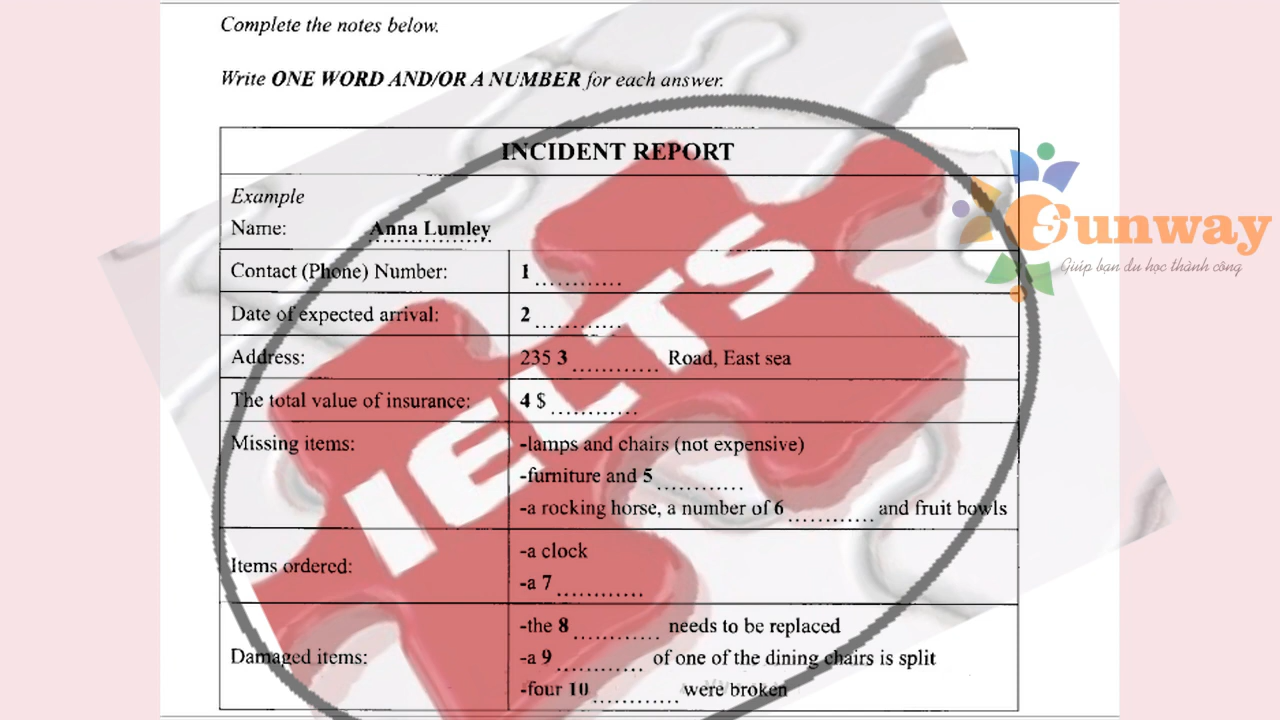 Complete the notes below.
Write ONE WORD AND/OR A NUMBER for each answer.
INCIDENT REPORT
Example
Name: Anna Lumley
Contact (Phone) Number: 1 ............
Date of expected arrival: 2 ............
Address: 235 3 ............ Road, East sea
The total value of insurance: 4 $ ............
Missing items: -lamps and chairs (not expensive)
-furniture and 5 ............
-a rocking horse, a number of 6 ............ and fruit bowls
Items ordered: -a clock
-a 7 ............
Damaged items: -the 8 ............ needs to be replaced
-a 9 ............ of one of the dining chairs is split
-four 10 ............ were broken
IELTS
Sunway
Giúp bạn du học thành công